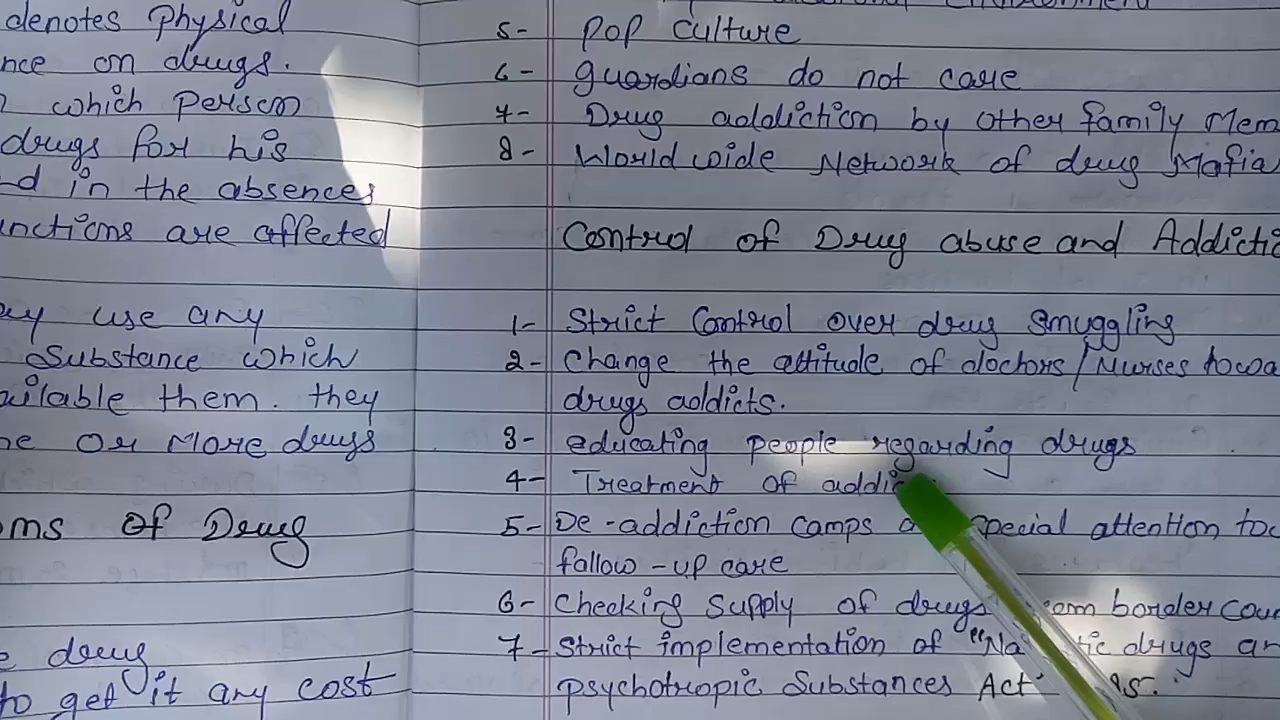 denotes Physical
nce on drugs.
which Person
drugs for his
d in the absences
nctions are affected
use any
Substance which
ailable them. they
e or More drugs
ms of Drug
drug
to get it any cost
5- Pop Culture
6- guardians do not care
7- Drug addiction by other family Mem
8- World wide Network of drug Mafia
Control of Drug abuse and Addictio
1- Strict Control over drug smuggling
2- Change the attitude of doctors/Nurses towa
drugs addicts.
3- educating people regarding drugs
4- Treatment of addic
5- De-addiction camps special attention to
fallow-up care
6- Checking supply of drugs border coun
7- Strict implementation of "Na tic drugs an
psychotropic Substances Act